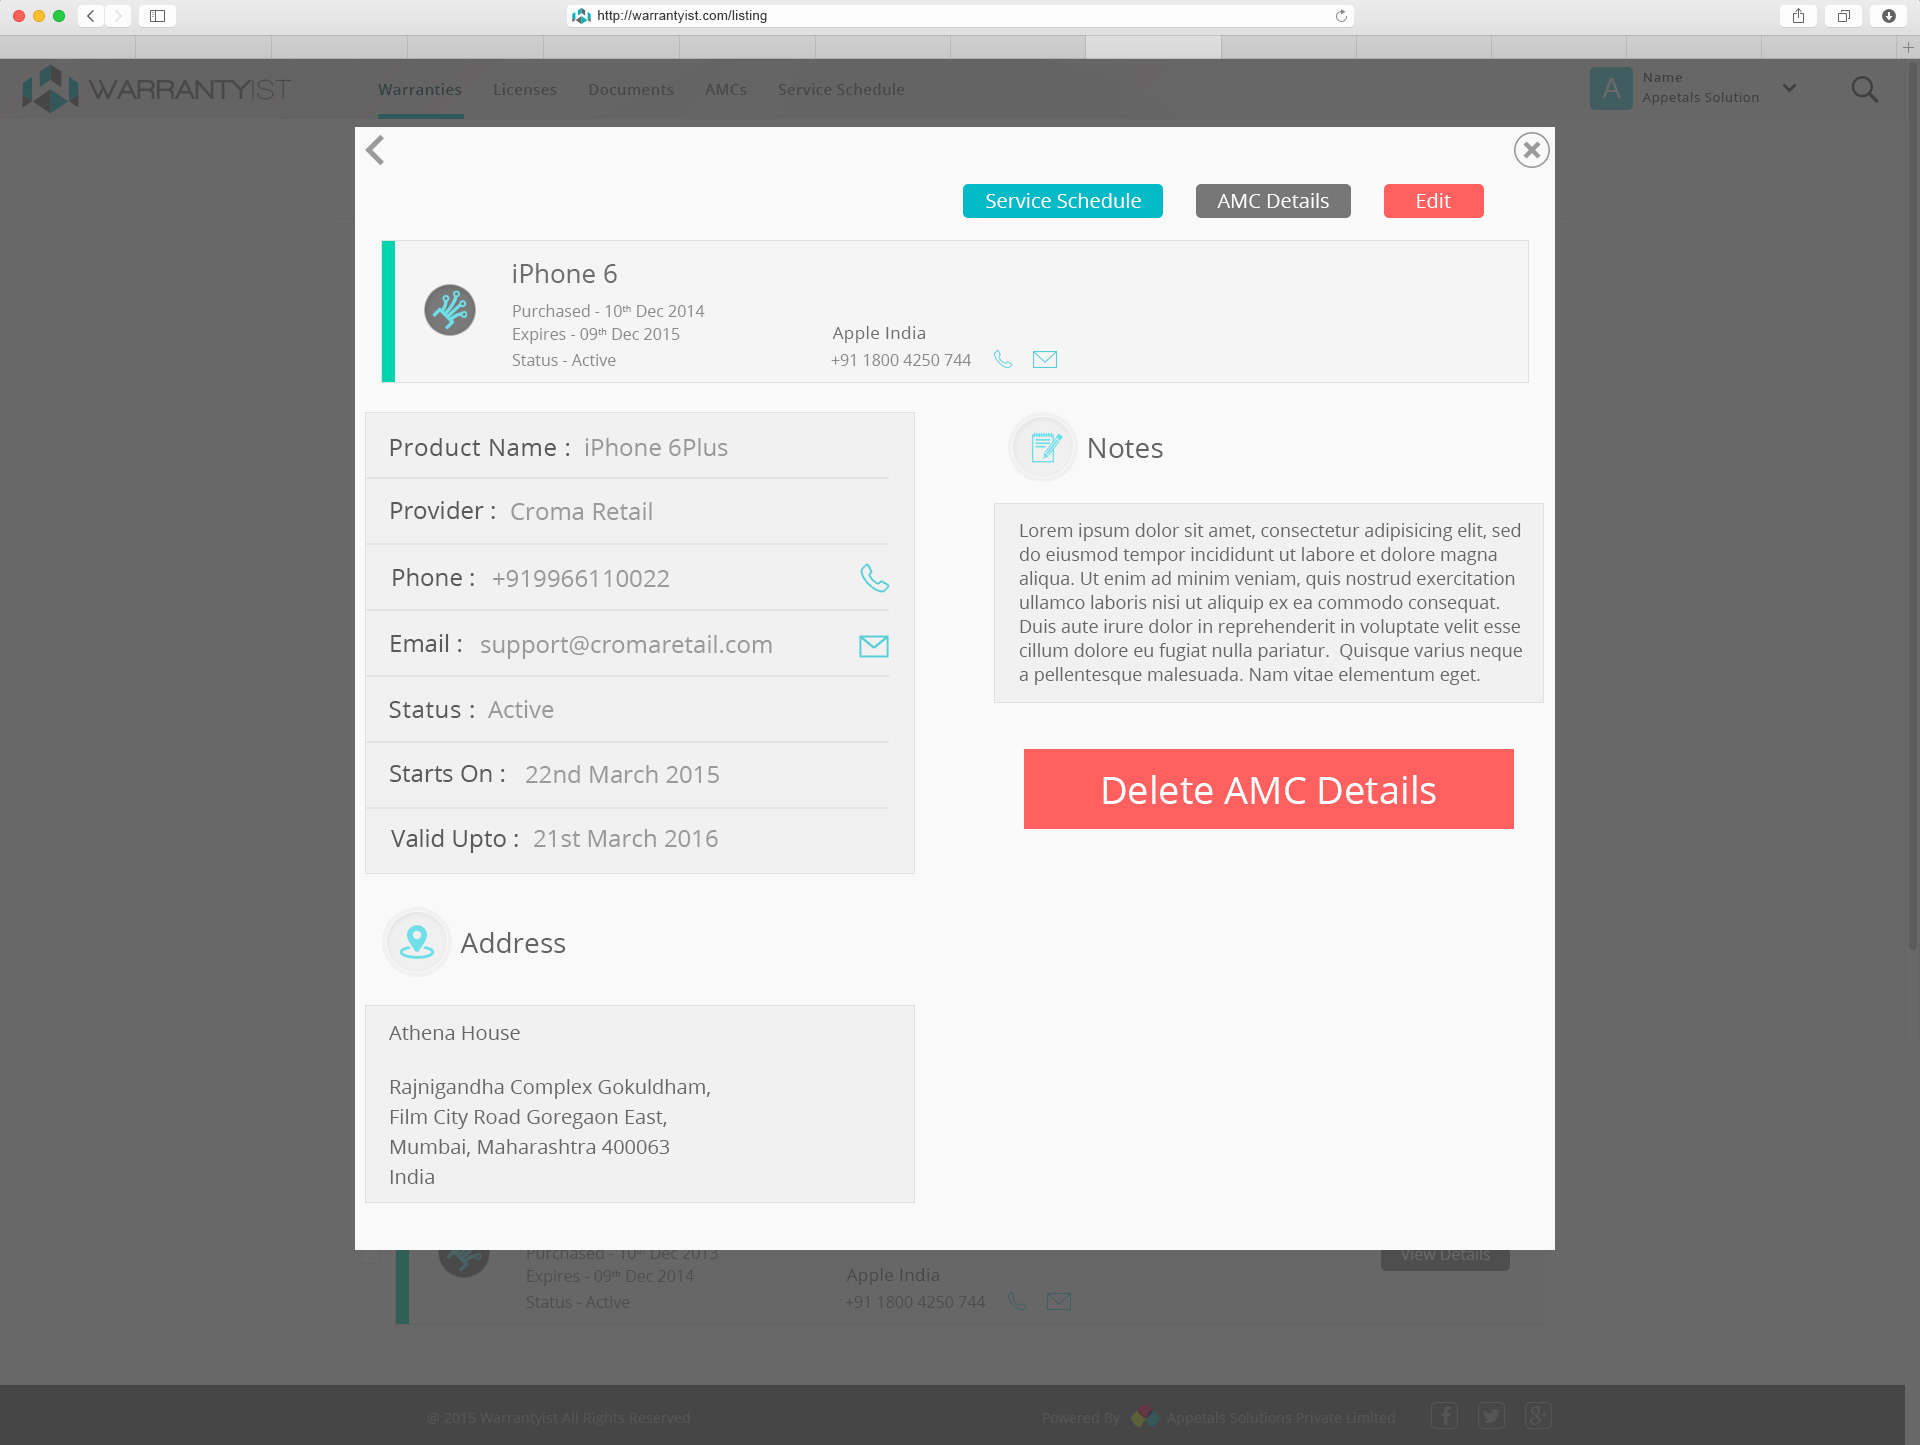 http://warrantyist.com/listing
WARRANTYIST
Warranties
Licenses
Documents
AMCs
Service Schedule
A
Name
Appetals Solution
Service Schedule
AMC Details
Edit
iPhone 6
Purchased - 10th Dec 2014
Expires - 09th Dec 2015
Status - Active
Apple India
+91 1800 4250 744
Product Name : iPhone 6Plus
Provider : Croma Retail
Phone : +919966110022
Email : support@cromaretail.com
Status : Active
Starts On : 22nd March 2015
Valid Upto : 21st March 2016
Notes
Lorem ipsum dolor sit amet, consectetur adipisicing elit, sed
do eiusmod tempor incididunt ut labore et dolore magna
aliqua. Ut enim ad minim veniam, quis nostrud exercitation
ullamco laboris nisi ut aliquip ex ea commodo consequat.
Duis aute irure dolor in reprehenderit in voluptate velit esse
cillum dolore eu fugiat nulla pariatur. Quisque varius neque
a pellentesque malesuada. Nam vitae elementum eget.
Delete AMC Details
Address
Athena House
Rajnigandha Complex Gokuldham,
Film City Road Goregaon East,
Mumbai, Maharashtra 400063
India
Purchased - 10th Dec 2013
Expires - 09th Dec 2014
Status - Active
Apple India
+91 1800 4250 744
View Details
@ 2015 Warrantyist All Rights Reserved
Powered By Appetals Solutions Private Limited